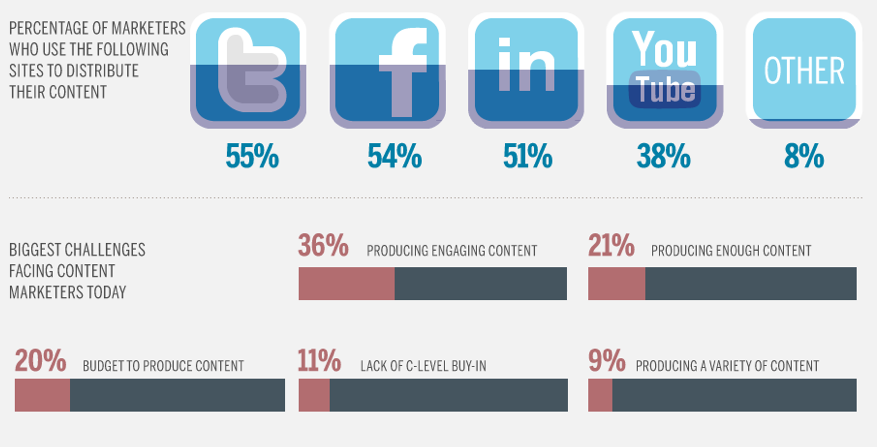 PERCENTAGE OF MARKETERS
WHO USE THE FOLLOWING
SITES TO DISTRIBUTE
THEIR CONTENT
t
f
in
You
Tube
OTHER
55%
54%
51%
38%
8%
BIGGEST CHALLENGES
FACING CONTENT
MARKETERS TODAY
36% PRODUCING ENGAGING CONTENT
21% PRODUCING ENOUGH CONTENT
20% BUDGET TO PRODUCE CONTENT
11% LACK OF C-LEVEL BUY-IN
9% PRODUCING A VARIETY OF CONTENT